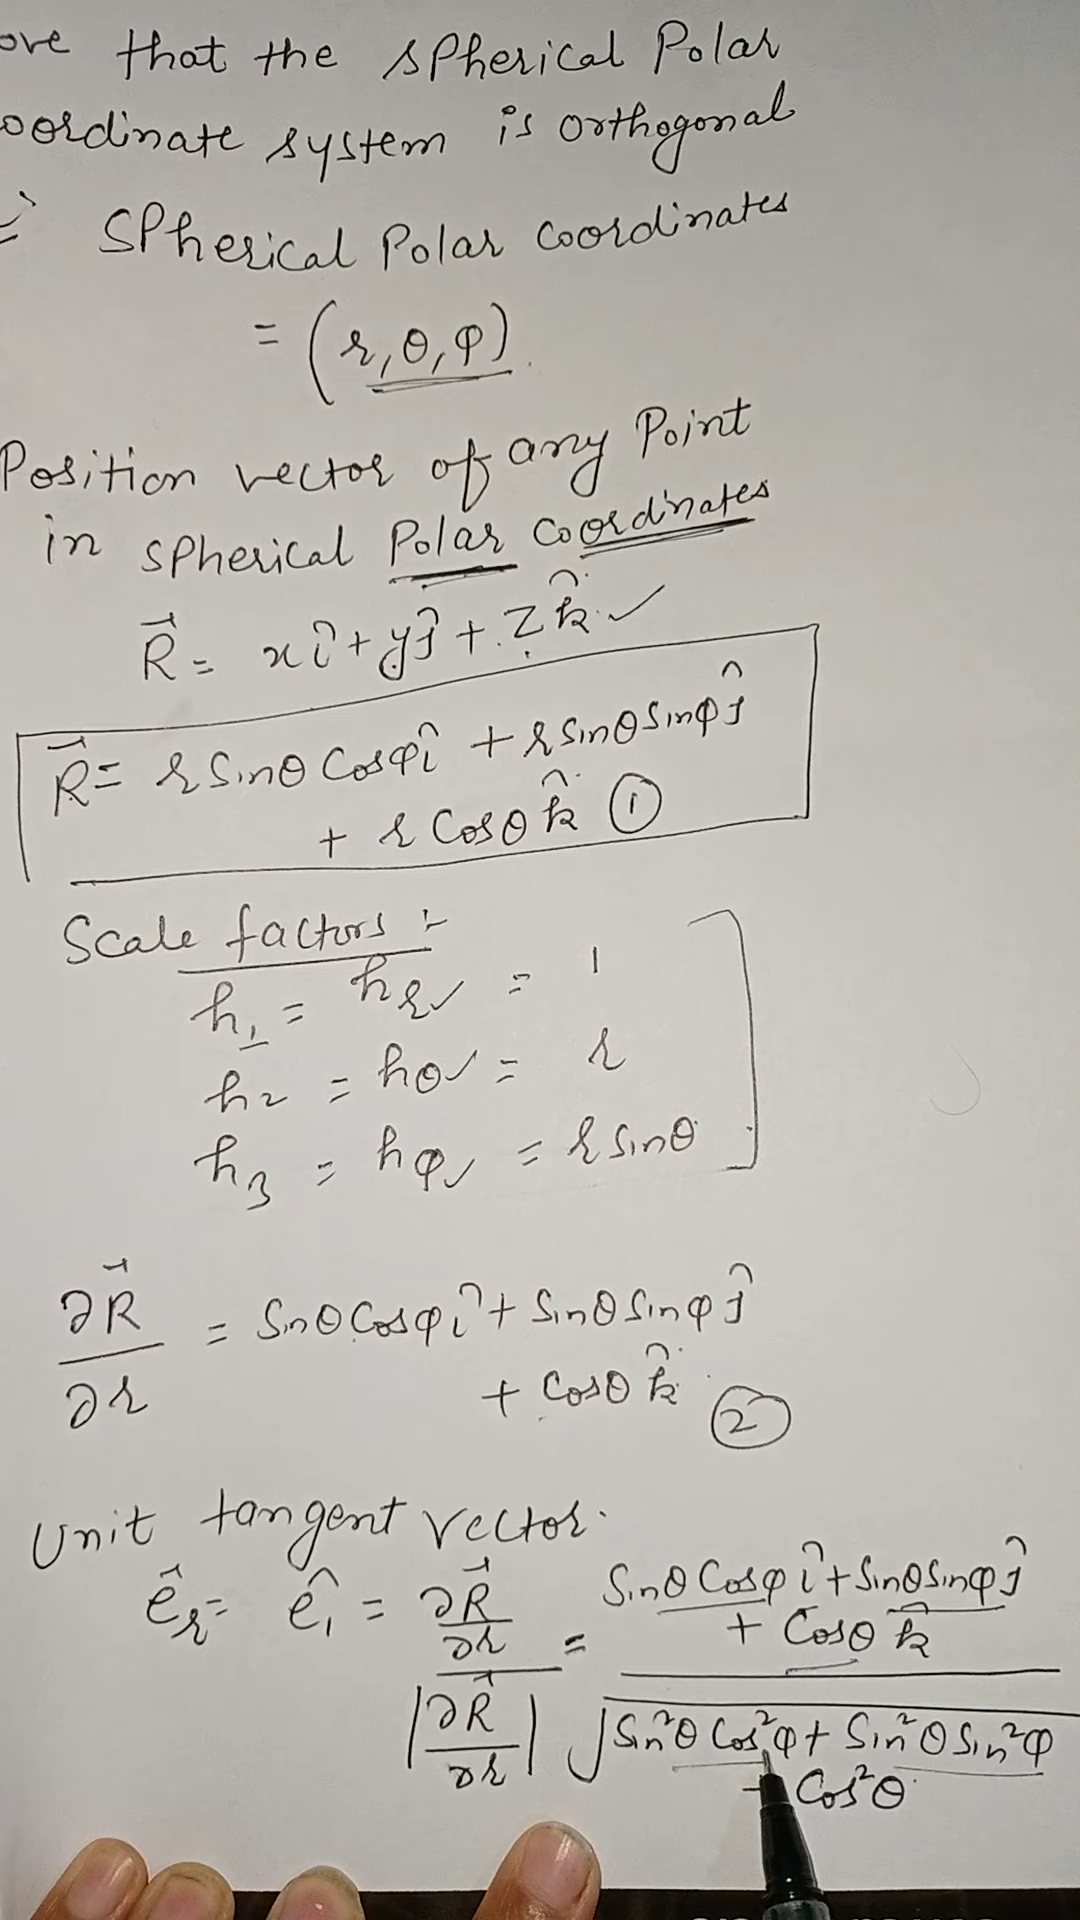 ove that the spherical Polar
oordinate system is orthogonal
⇒ Spherical Polar coordinates
= (r, θ, φ)
Position vector of any Point
in spherical Polar coordinates
R⃗ = xî + yĵ + zk̂ ✓
R⃗ = r sinθ cosφ î + r sinθ sinφ ĵ
+ r cosθ k̂ ①
Scale factors :-
h₁ = hr ✓ = 1
h₂ = hθ ✓ = r
h₃ = hφ ✓ = r sinθ
∂R⃗/∂r = sinθ cosφ î + sinθ sinφ ĵ
+ cosθ k̂ ②
Unit tangent vector.
e⃗r = ê₁ = (∂R⃗/∂r) / |∂R⃗/∂r| = (sinθ cosφ î + sinθ sinφ ĵ + cosθ k̂) / √(sin²θ cos²φ + sin²θ sin²φ + cos²θ)